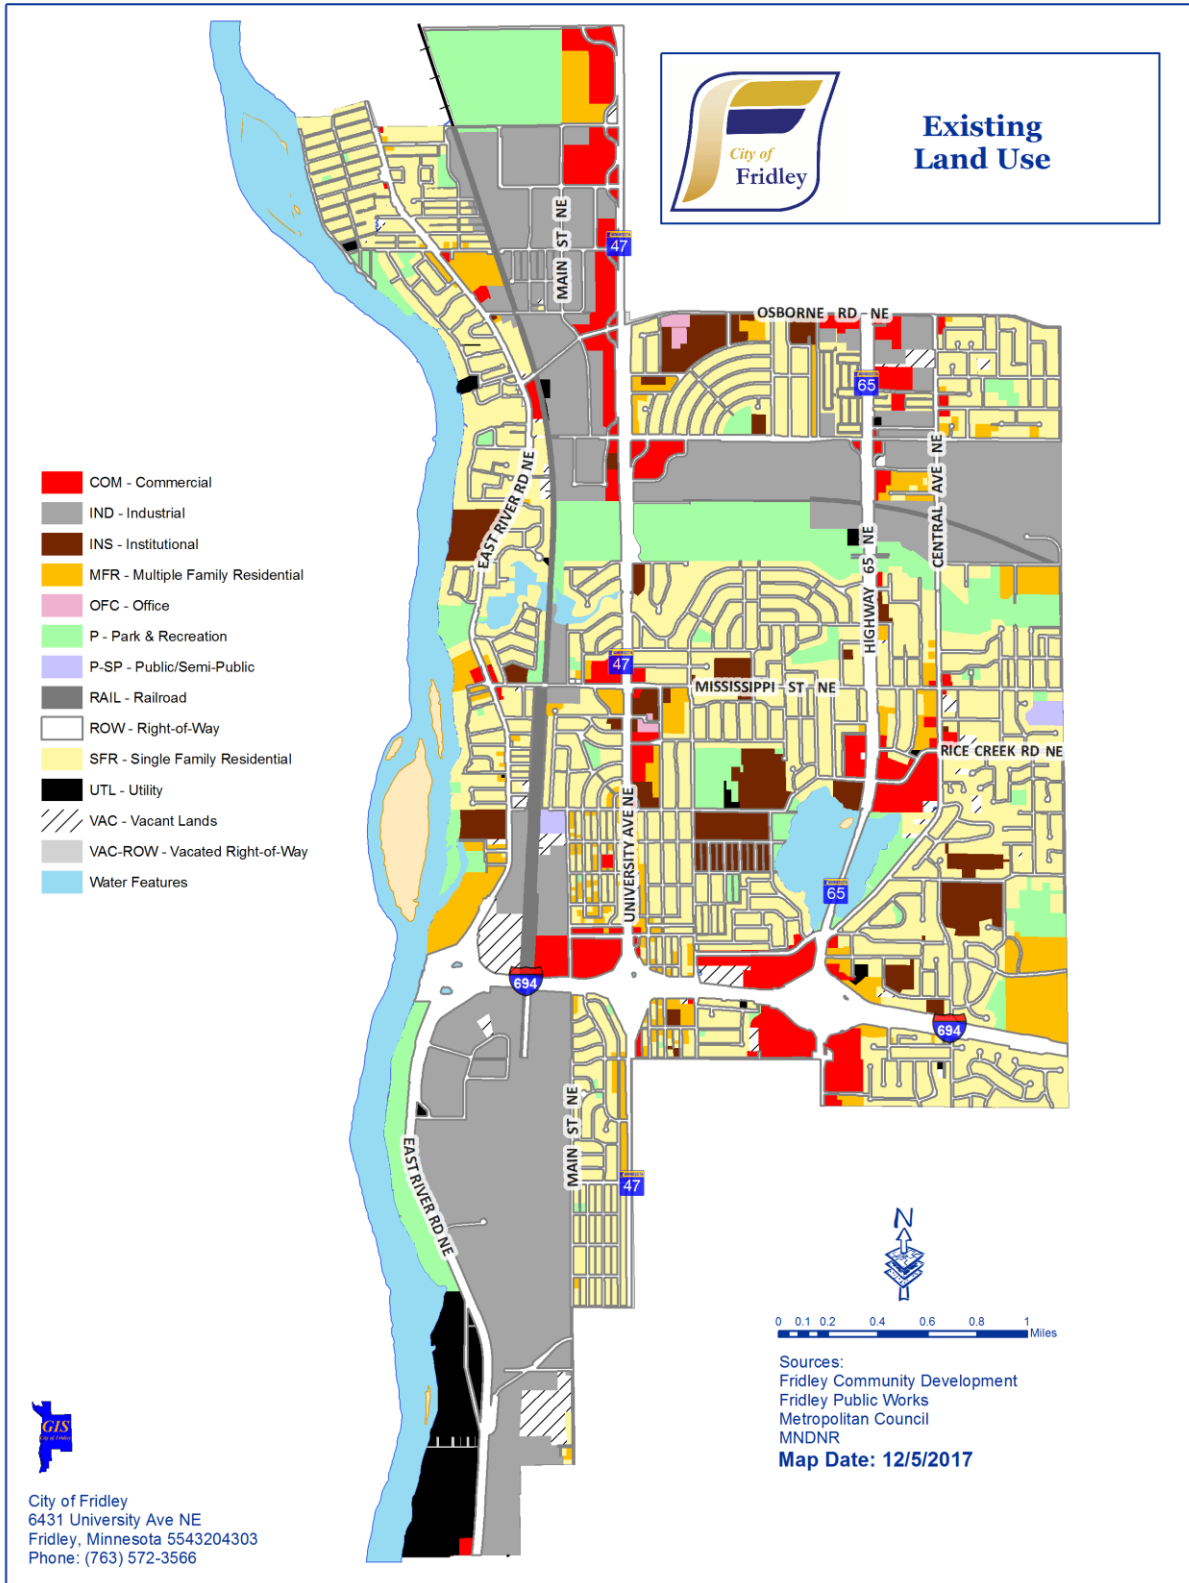 Existing
Land Use
City of
Fridley
47
MAIN ST NE
OSBORNE RD NE
65
EAST RIVER RD NE
CENTRAL AVE NE
HIGHWAY 65 NE
COM - Commercial
IND - Industrial
INS - Institutional
MFR - Multiple Family Residential
OFC - Office
P - Park & Recreation
P-SP - Public/Semi-Public
RAIL - Railroad
ROW - Right-of-Way
SFR - Single Family Residential
UTL - Utility
VAC - Vacant Lands
VAC-ROW - Vacated Right-of-Way
Water Features
47
MISSISSIPPI ST NE
RICE CREEK RD NE
UNIVERSITY AVE NE
65
694
694
MAIN ST NE
EAST RIVER RD NE
47
N
0 0.1 0.2 0.4 0.6 0.8 1
Miles
Sources:
Fridley Community Development
Fridley Public Works
Metropolitan Council
MNDNR
Map Date: 12/5/2017
GIS
City of Fridley
City of Fridley
6431 University Ave NE
Fridley, Minnesota 5543204303
Phone: (763) 572-3566